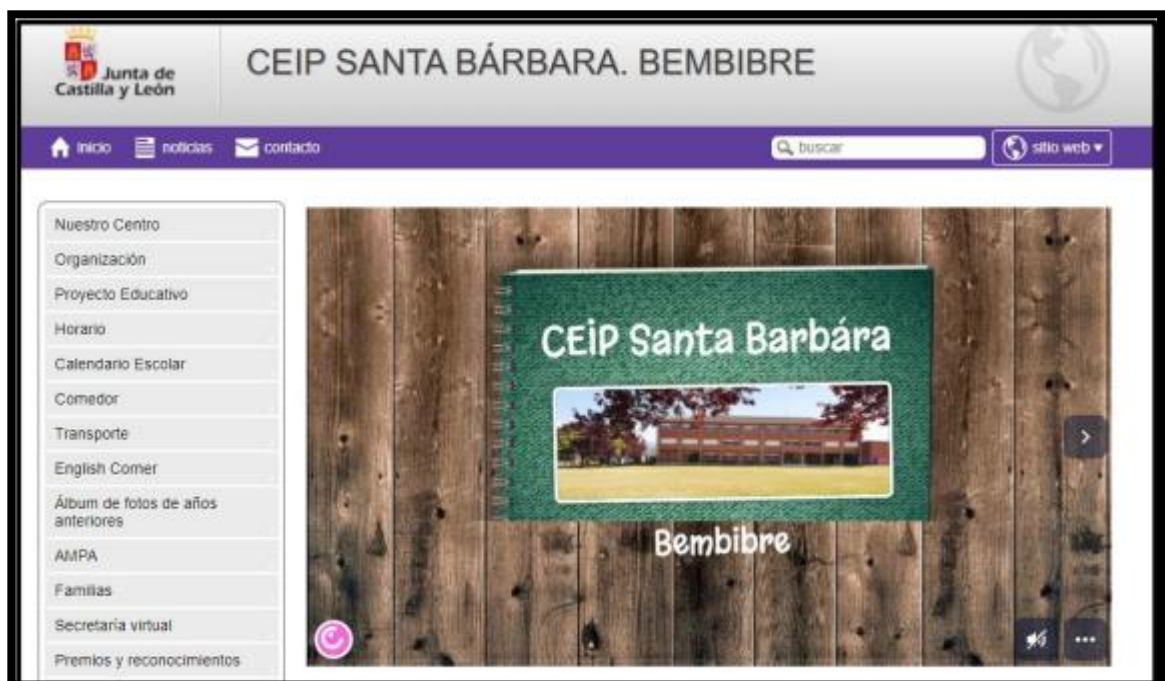 Junta de
Castilla y León
CEIP SANTA BÁRBARA. BEMBIBRE
inicio noticias contacto buscar sitio web
Nuestro Centro
Organización
Proyecto Educativo
Horario
Calendario Escolar
Comedor
Transporte
English Corner
Álbum de fotos de años
anteriores
AMPA
Familias
Secretaría virtual
Premios y reconocimientos
CEiP Santa Barbára
Bembibre